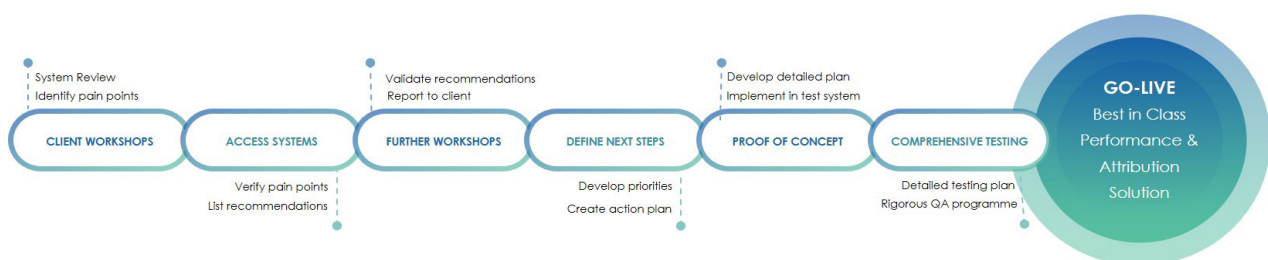 System Review
Identify pain points
CLIENT WORKSHOPS
ACCESS SYSTEMS
Verify pain points
List recommendations
Validate recommendations
Report to client
FURTHER WORKSHOPS
DEFINE NEXT STEPS
Develop priorities
Create action plan
Develop detailed plan
Implement in test system
PROOF OF CONCEPT
COMPREHENSIVE TESTING
Detailed testing plan
Rigorous QA programme
GO-LIVE
Best in Class
Performance &
Attribution
Solution